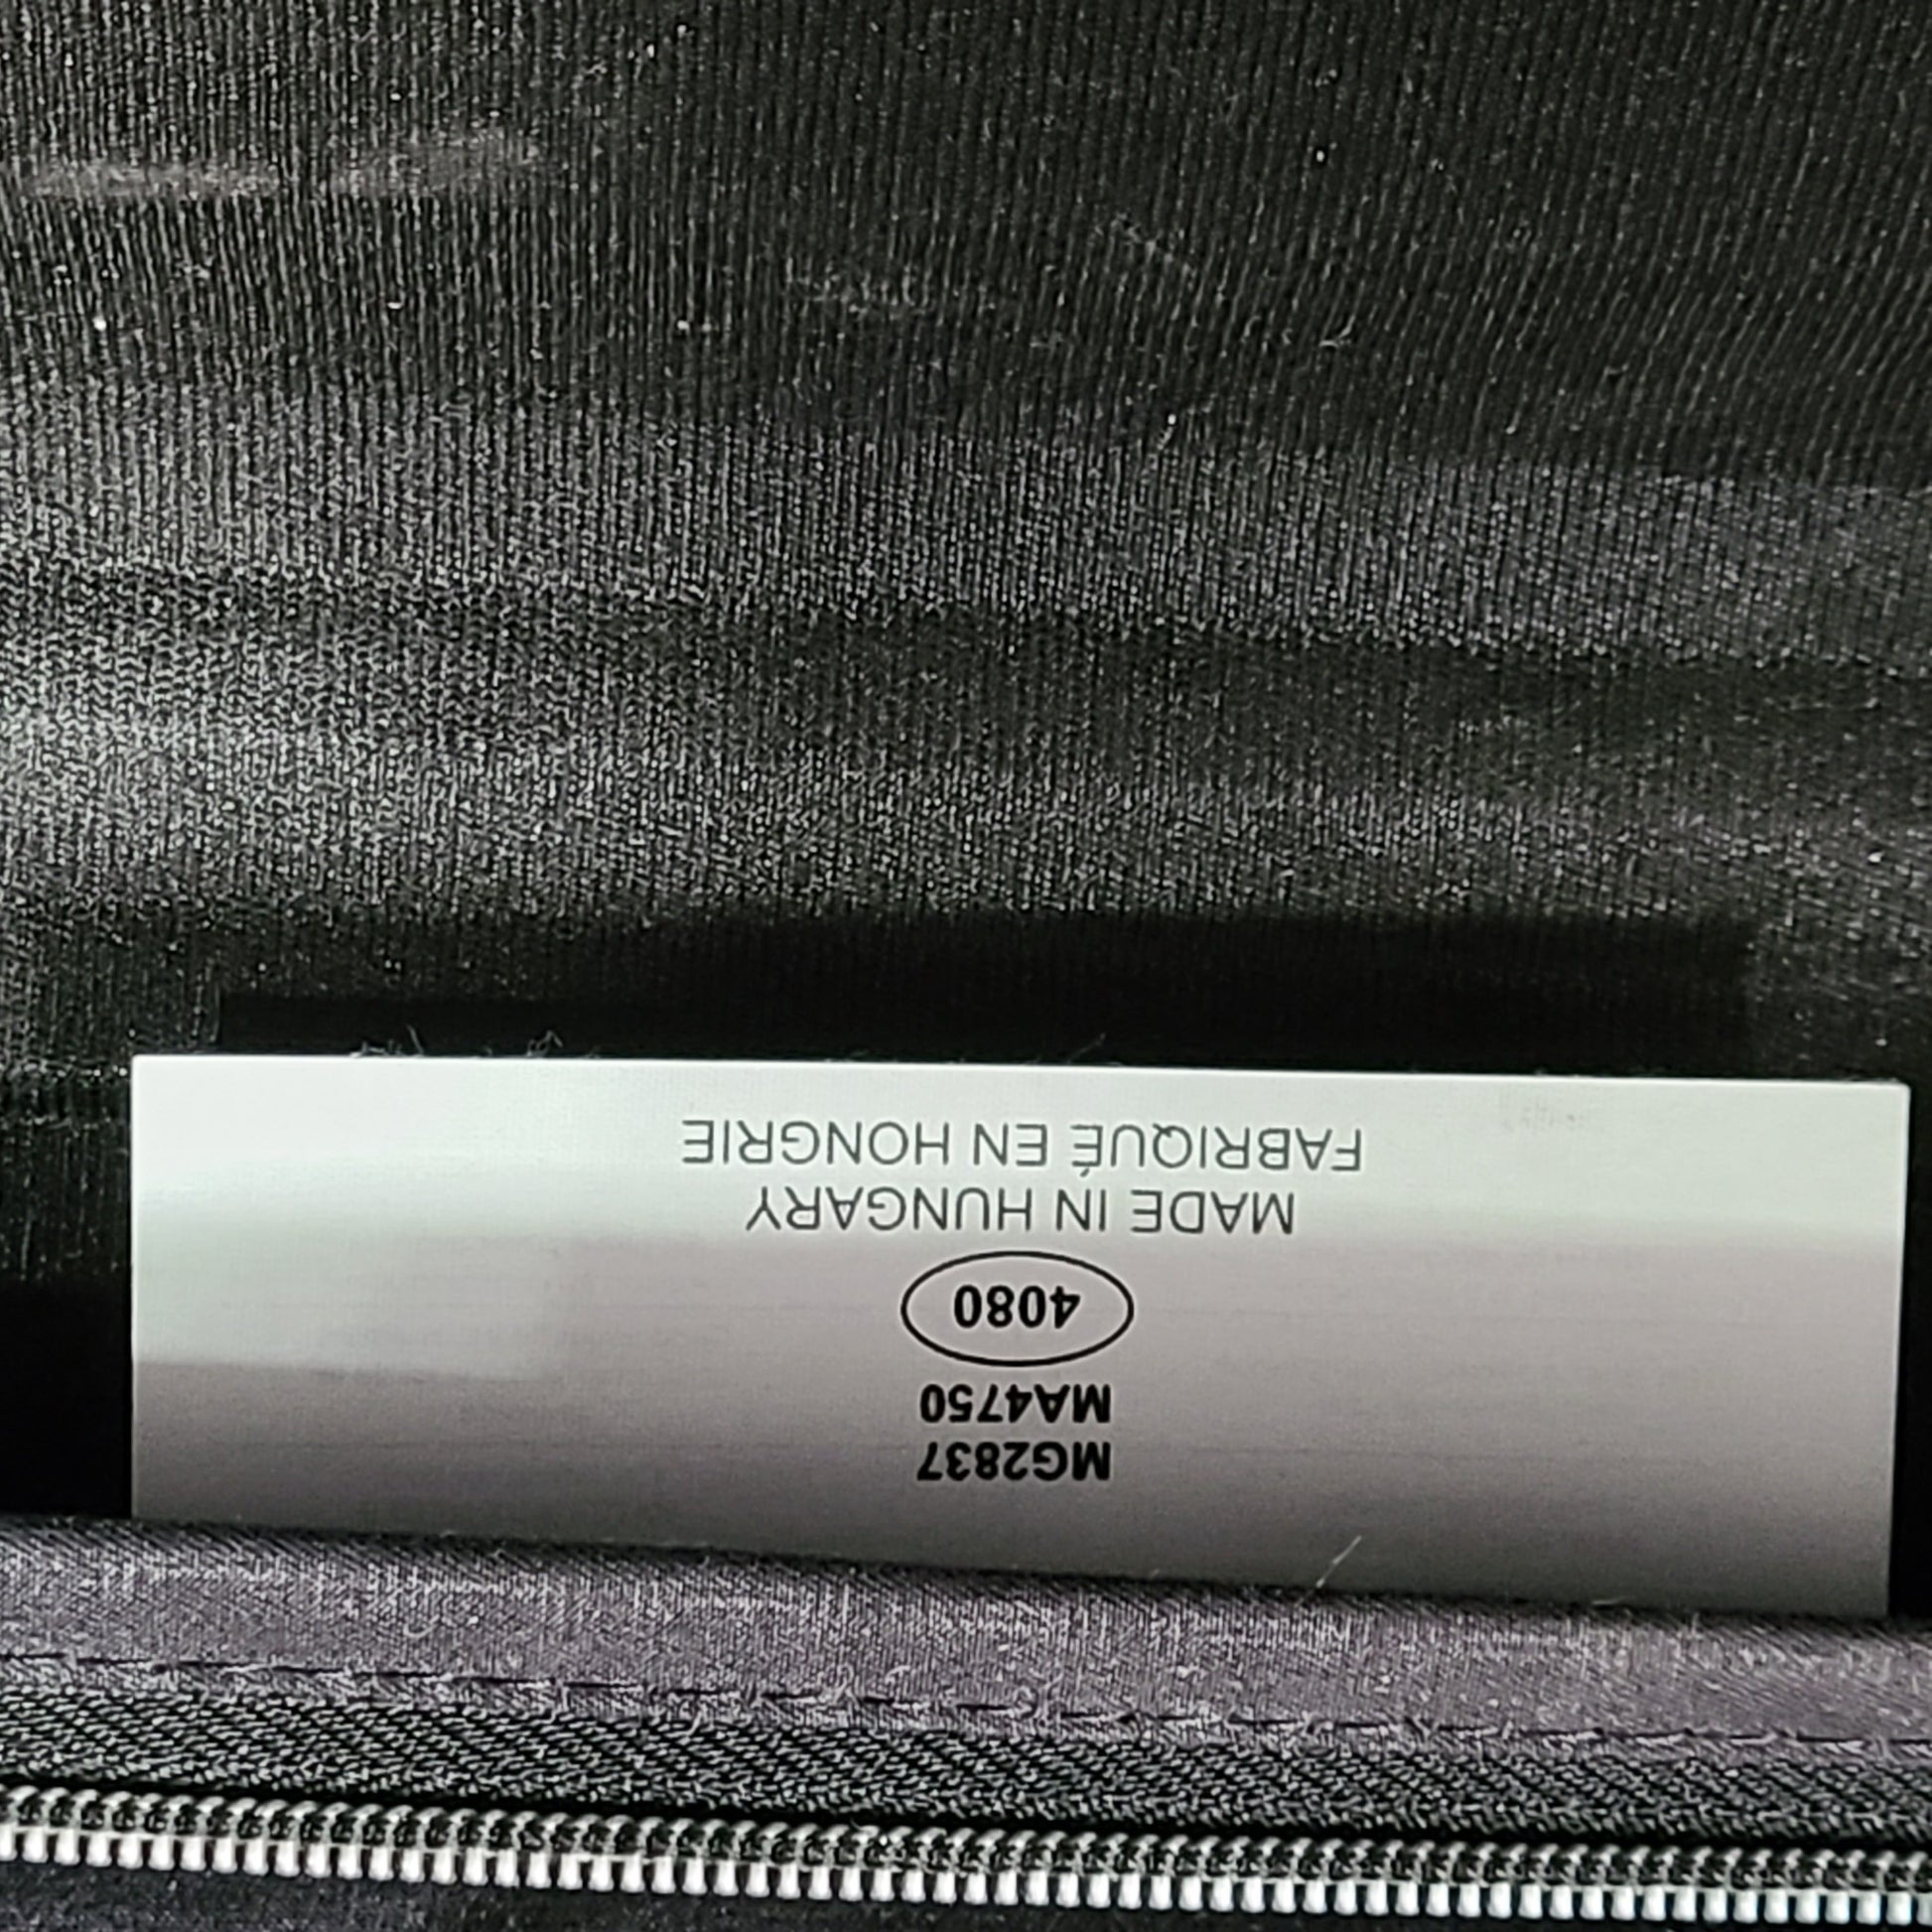 MG2837
MA4750
4080
MADE IN HUNGARY
FABRIQUÉ EN HONGRIE